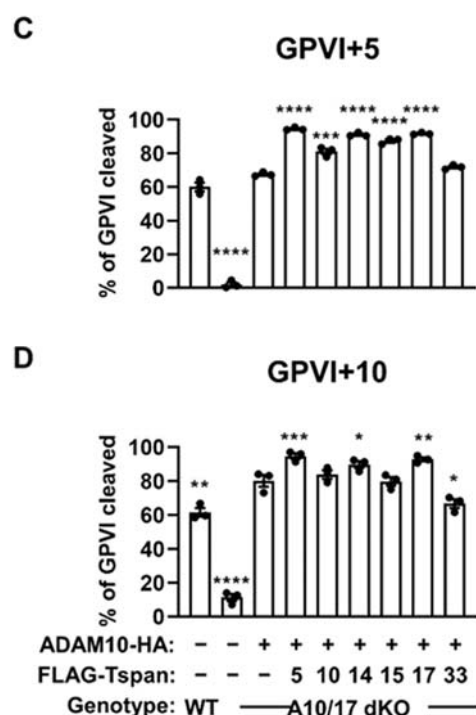 C
GPVI+5
% of GPVI cleaved
100
80
60
40
20
0
****
****
***
****
****
****
D
GPVI+10
% of GPVI cleaved
100
80
60
40
20
0
**
****
***
*
**
*
ADAM10-HA: – – + + + + + + +
FLAG-Tspan: – – – 5 10 14 15 17 33
Genotype: WT A10/17 dKO